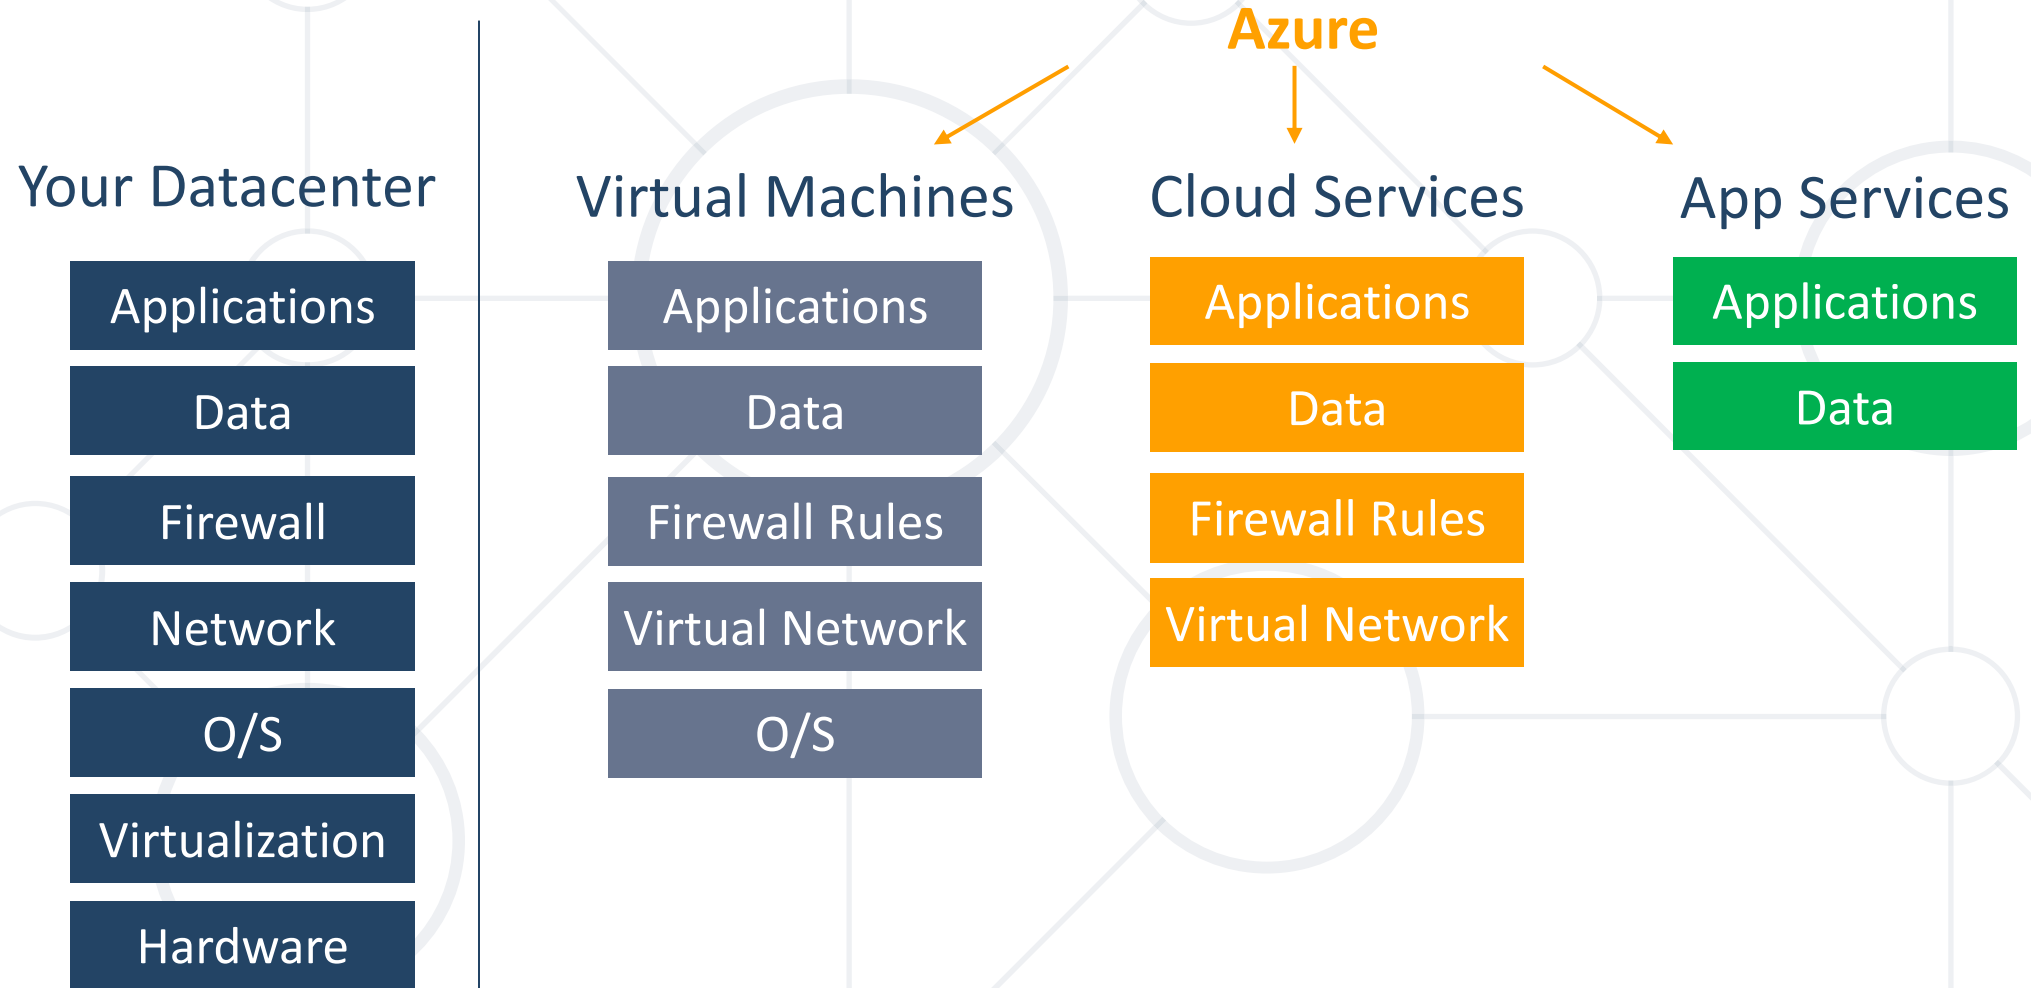 Azure
Your Datacenter
Applications
Data
Firewall
Network
O/S
Virtualization
Hardware
Virtual Machines
Applications
Data
Firewall Rules
Virtual Network
O/S
Cloud Services
Applications
Data
Firewall Rules
Virtual Network
App Services
Applications
Data